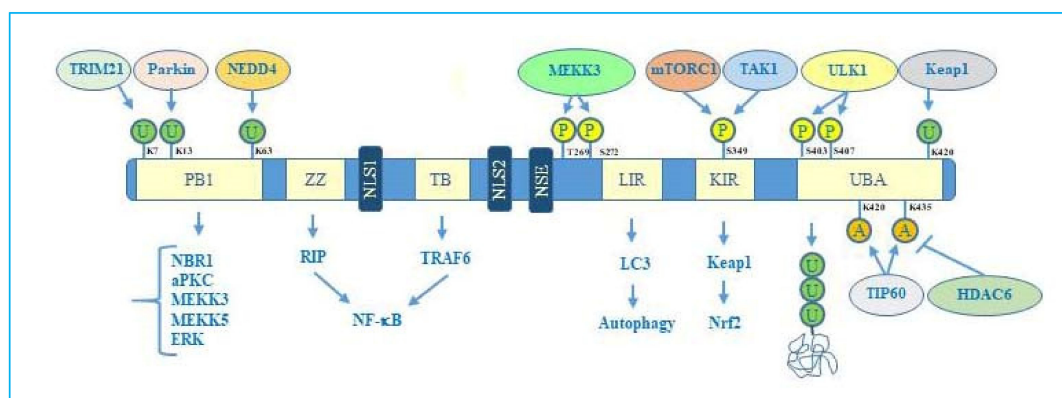 TRIM21 Parkin NEDD4 MEKK3 mTORC1 TAK1 ULK1 Keap1
U U U P P P P P U
K7 K13 K63 T269 S272 S349 S403 S407 K420
PB1 ZZ NLS1 TB NLS2 NSE LIR KIR UBA
K420 K435
A A
NBR1
aPKC
MEKK3
MEKK5
ERK
RIP TRAF6
NF-κB
LC3
Autophagy
Keap1
Nrf2
U
U
U
TIP60 HDAC6